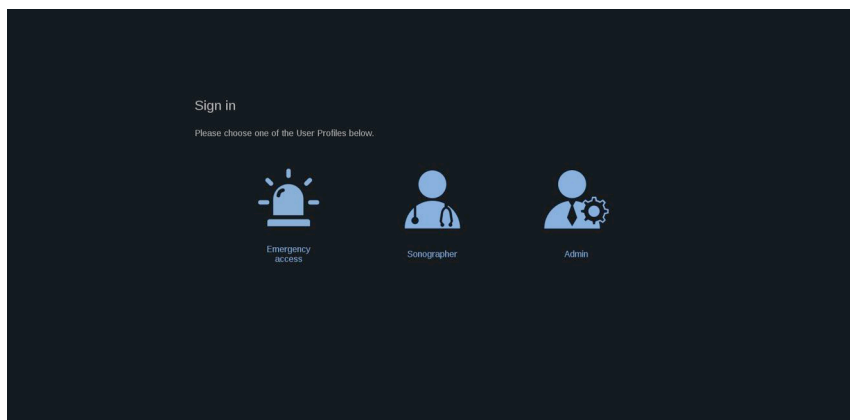 Sign in
Please choose one of the User Profiles below.
Emergency
access
Sonographer
Admin